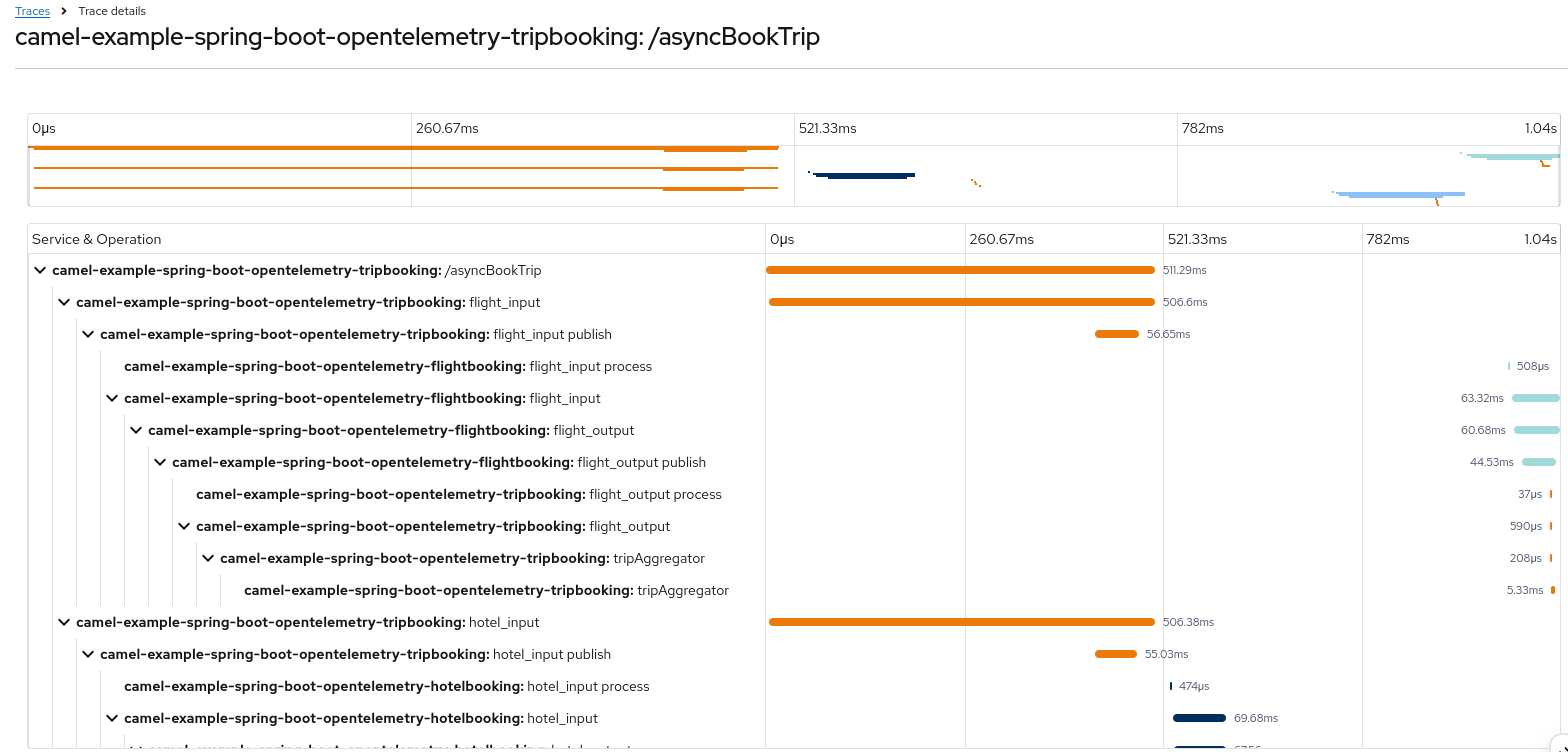 Traces > Trace details
camel-example-spring-boot-opentelemetry-tripbooking: /asyncBookTrip
0μs 260.67ms 521.33ms 782ms 1.04s
Service & Operation 0μs 260.67ms 521.33ms 782ms 1.04s
camel-example-spring-boot-opentelemetry-tripbooking: /asyncBookTrip 511.29ms
camel-example-spring-boot-opentelemetry-tripbooking: flight_input 506.6ms
camel-example-spring-boot-opentelemetry-tripbooking: flight_input publish 56.65ms
camel-example-spring-boot-opentelemetry-flightbooking: flight_input process 508μs
camel-example-spring-boot-opentelemetry-flightbooking: flight_input 63.32ms
camel-example-spring-boot-opentelemetry-flightbooking: flight_output 60.68ms
camel-example-spring-boot-opentelemetry-flightbooking: flight_output publish 44.53ms
camel-example-spring-boot-opentelemetry-tripbooking: flight_output process 37μs
camel-example-spring-boot-opentelemetry-tripbooking: flight_output 590μs
camel-example-spring-boot-opentelemetry-tripbooking: tripAggregator 208μs
camel-example-spring-boot-opentelemetry-tripbooking: tripAggregator 5.33ms
camel-example-spring-boot-opentelemetry-tripbooking: hotel_input 506.38ms
camel-example-spring-boot-opentelemetry-tripbooking: hotel_input publish 55.03ms
camel-example-spring-boot-opentelemetry-hotelbooking: hotel_input process 474μs
camel-example-spring-boot-opentelemetry-hotelbooking: hotel_input 69.68ms